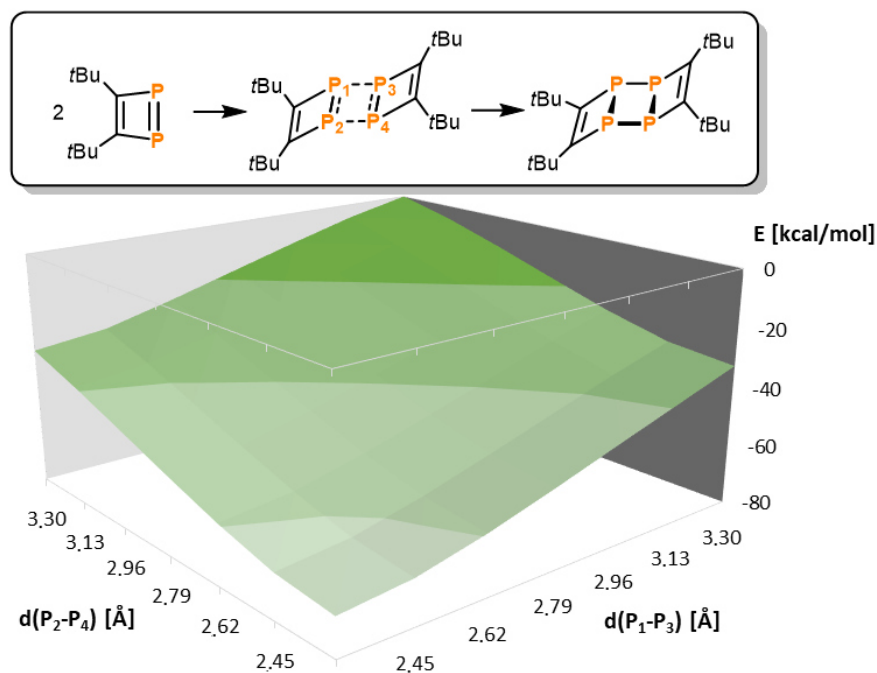 tBu
P
2
tBu
P
tBu
tBu
P1
P3
P2
P4
tBu
tBu
tBu
tBu
P
P
P
P
tBu
tBu
E [kcal/mol]
0
-20
-40
-60
-80
3.30
3.13
2.96
2.79
2.62
2.45
d(P2-P4) [Å]
3.30
3.13
2.96
2.79
2.62
2.45
d(P1-P3) [Å]